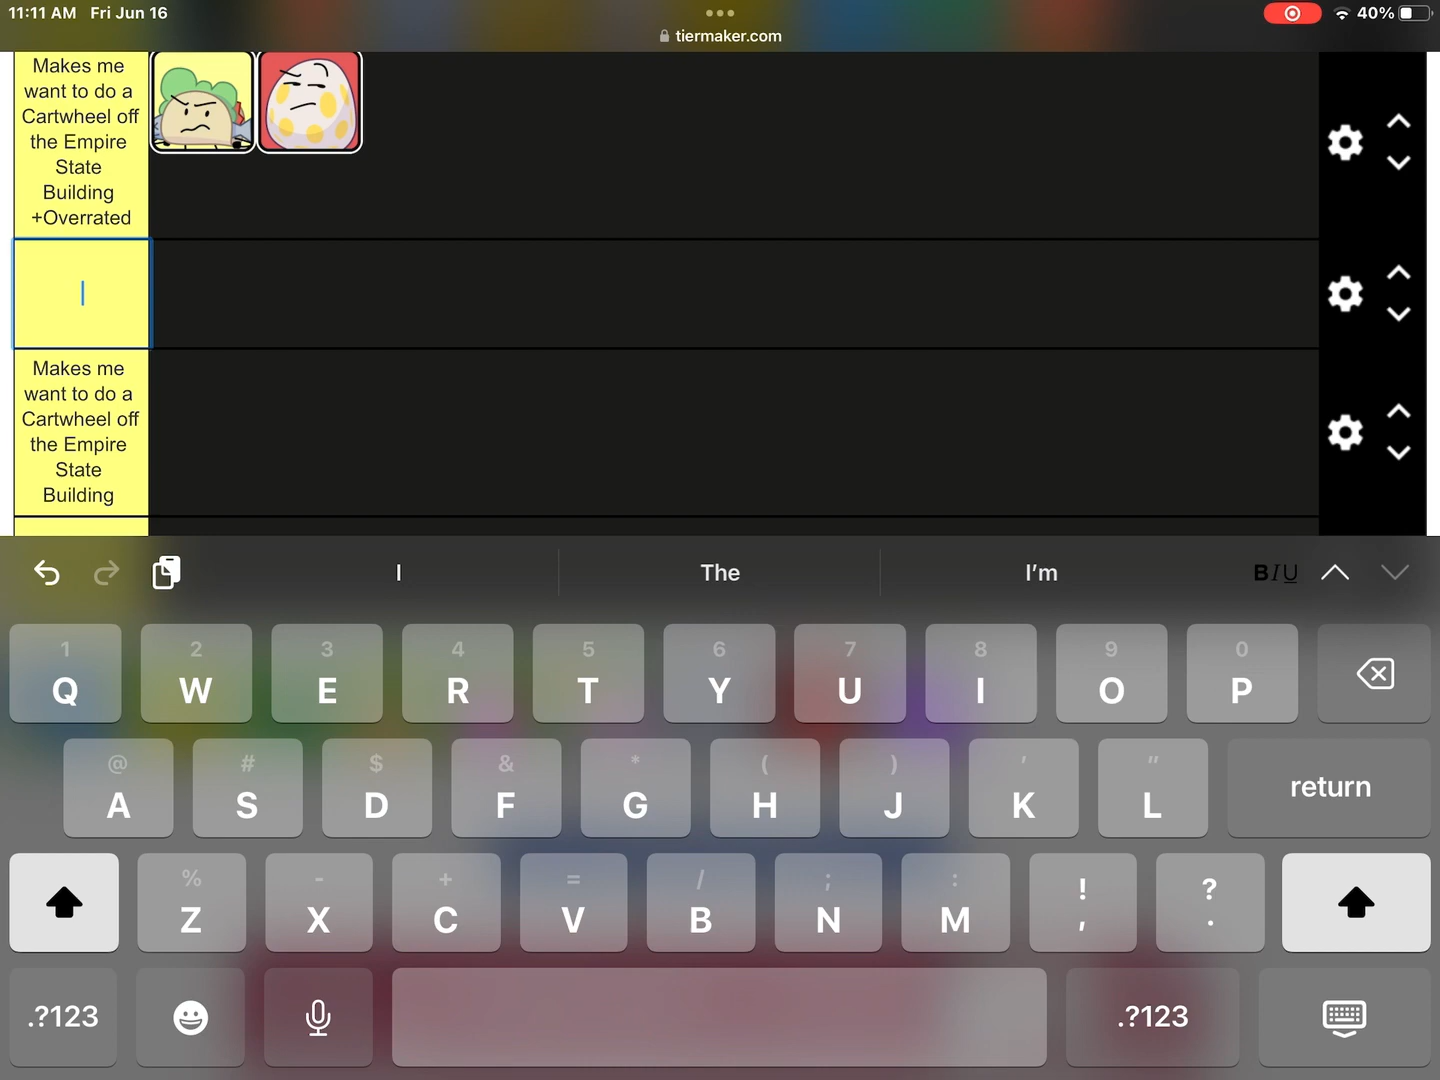 11:11 AM Fri Jun 16
40%
tiermaker.com
Makes me
want to do a
Cartwheel off
the Empire
State
Building
+Overrated
Makes me
want to do a
Cartwheel off
the Empire
State
Building
I The I'm BIU
1 2 3 4 5 6 7 8 9 0
Q W E R T Y U I O P
@ # $ & * ( ) ' "
A S D F G H J K L return
% - + = / ; : ! ?
Z X C V B N M , .
.?123 .?123